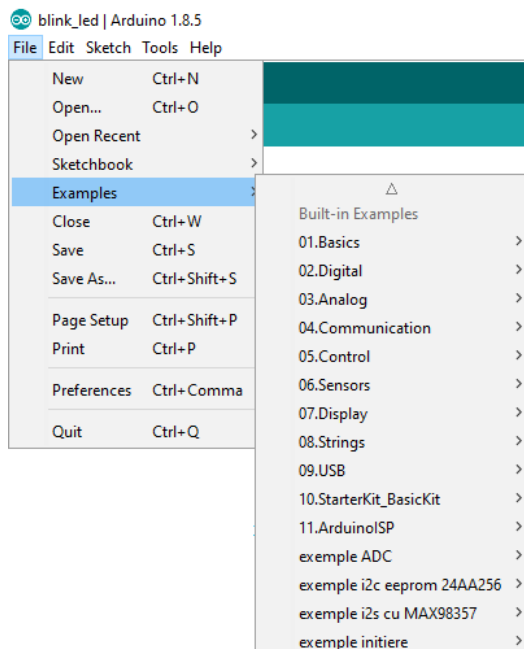 blink_led | Arduino 1.8.5
File Edit Sketch Tools Help
New Ctrl+N
Open... Ctrl+O
Open Recent
Sketchbook
Examples
Close Ctrl+W
Save Ctrl+S
Save As... Ctrl+Shift+S
Page Setup Ctrl+Shift+P
Print Ctrl+P
Preferences Ctrl+Comma
Quit Ctrl+Q
Built-in Examples
01.Basics
02.Digital
03.Analog
04.Communication
05.Control
06.Sensors
07.Display
08.Strings
09.USB
10.StarterKit_BasicKit
11.ArduinoISP
exemple ADC
exemple i2c eeprom 24AA256
exemple i2s cu MAX98357
exemple initiere